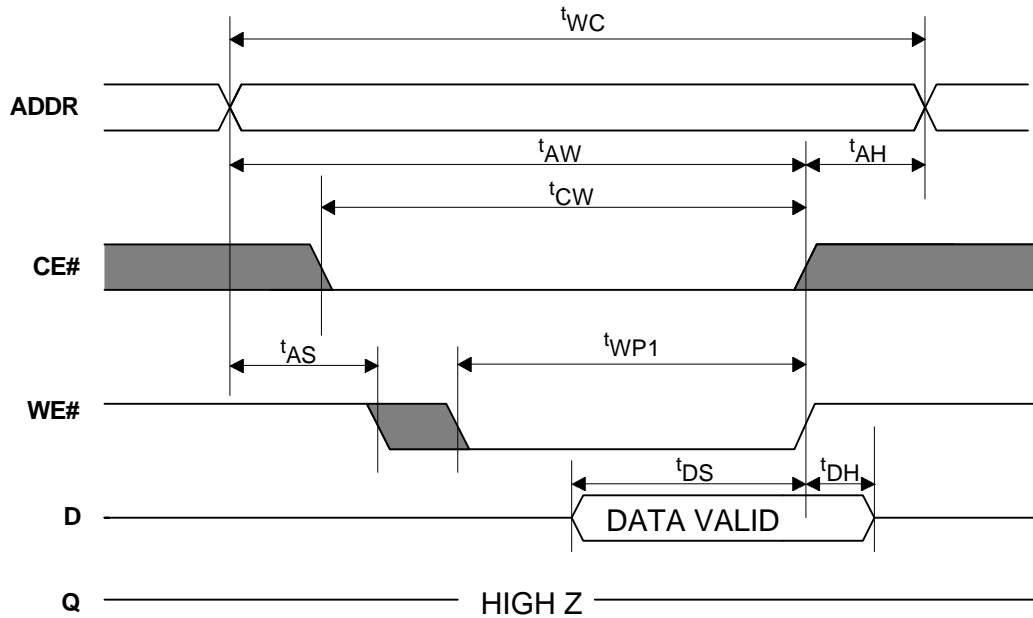 tWC
ADDR
tAW
tAH
tCW
CE#
tAS
tWP1
WE#
tDS
tDH
D
DATA VALID
Q
HIGH Z